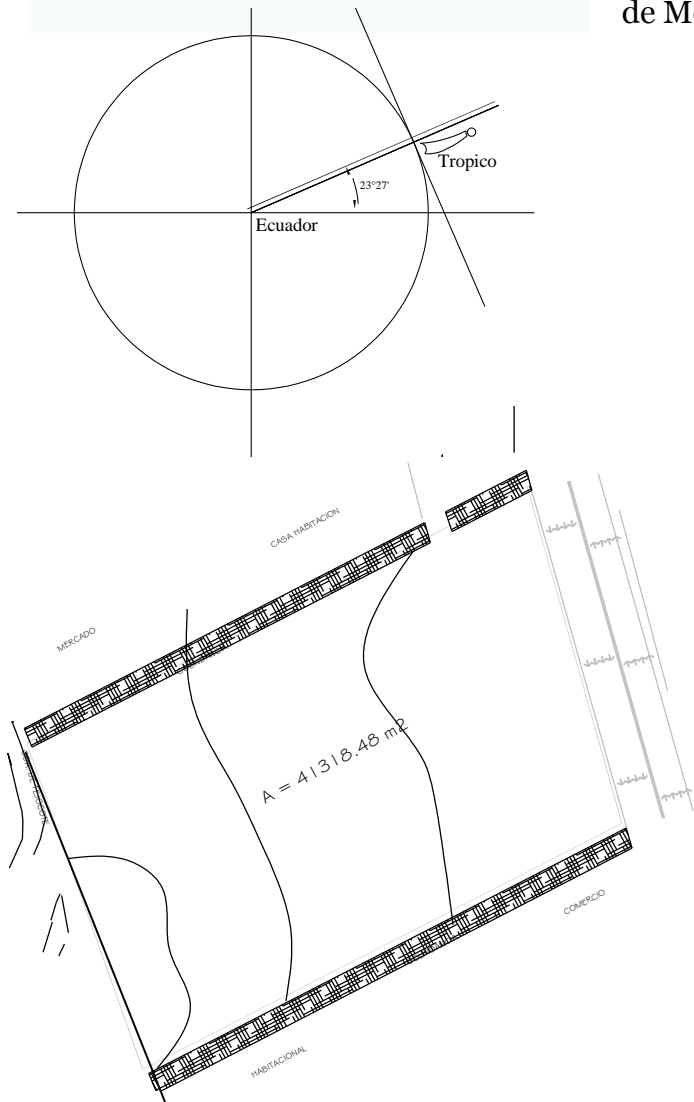 de M
Tropico
23°27'
Ecuador
CASA HABITACION
MERCADO
A = 41318.48 m2
COMERCIO
HABITACIONAL